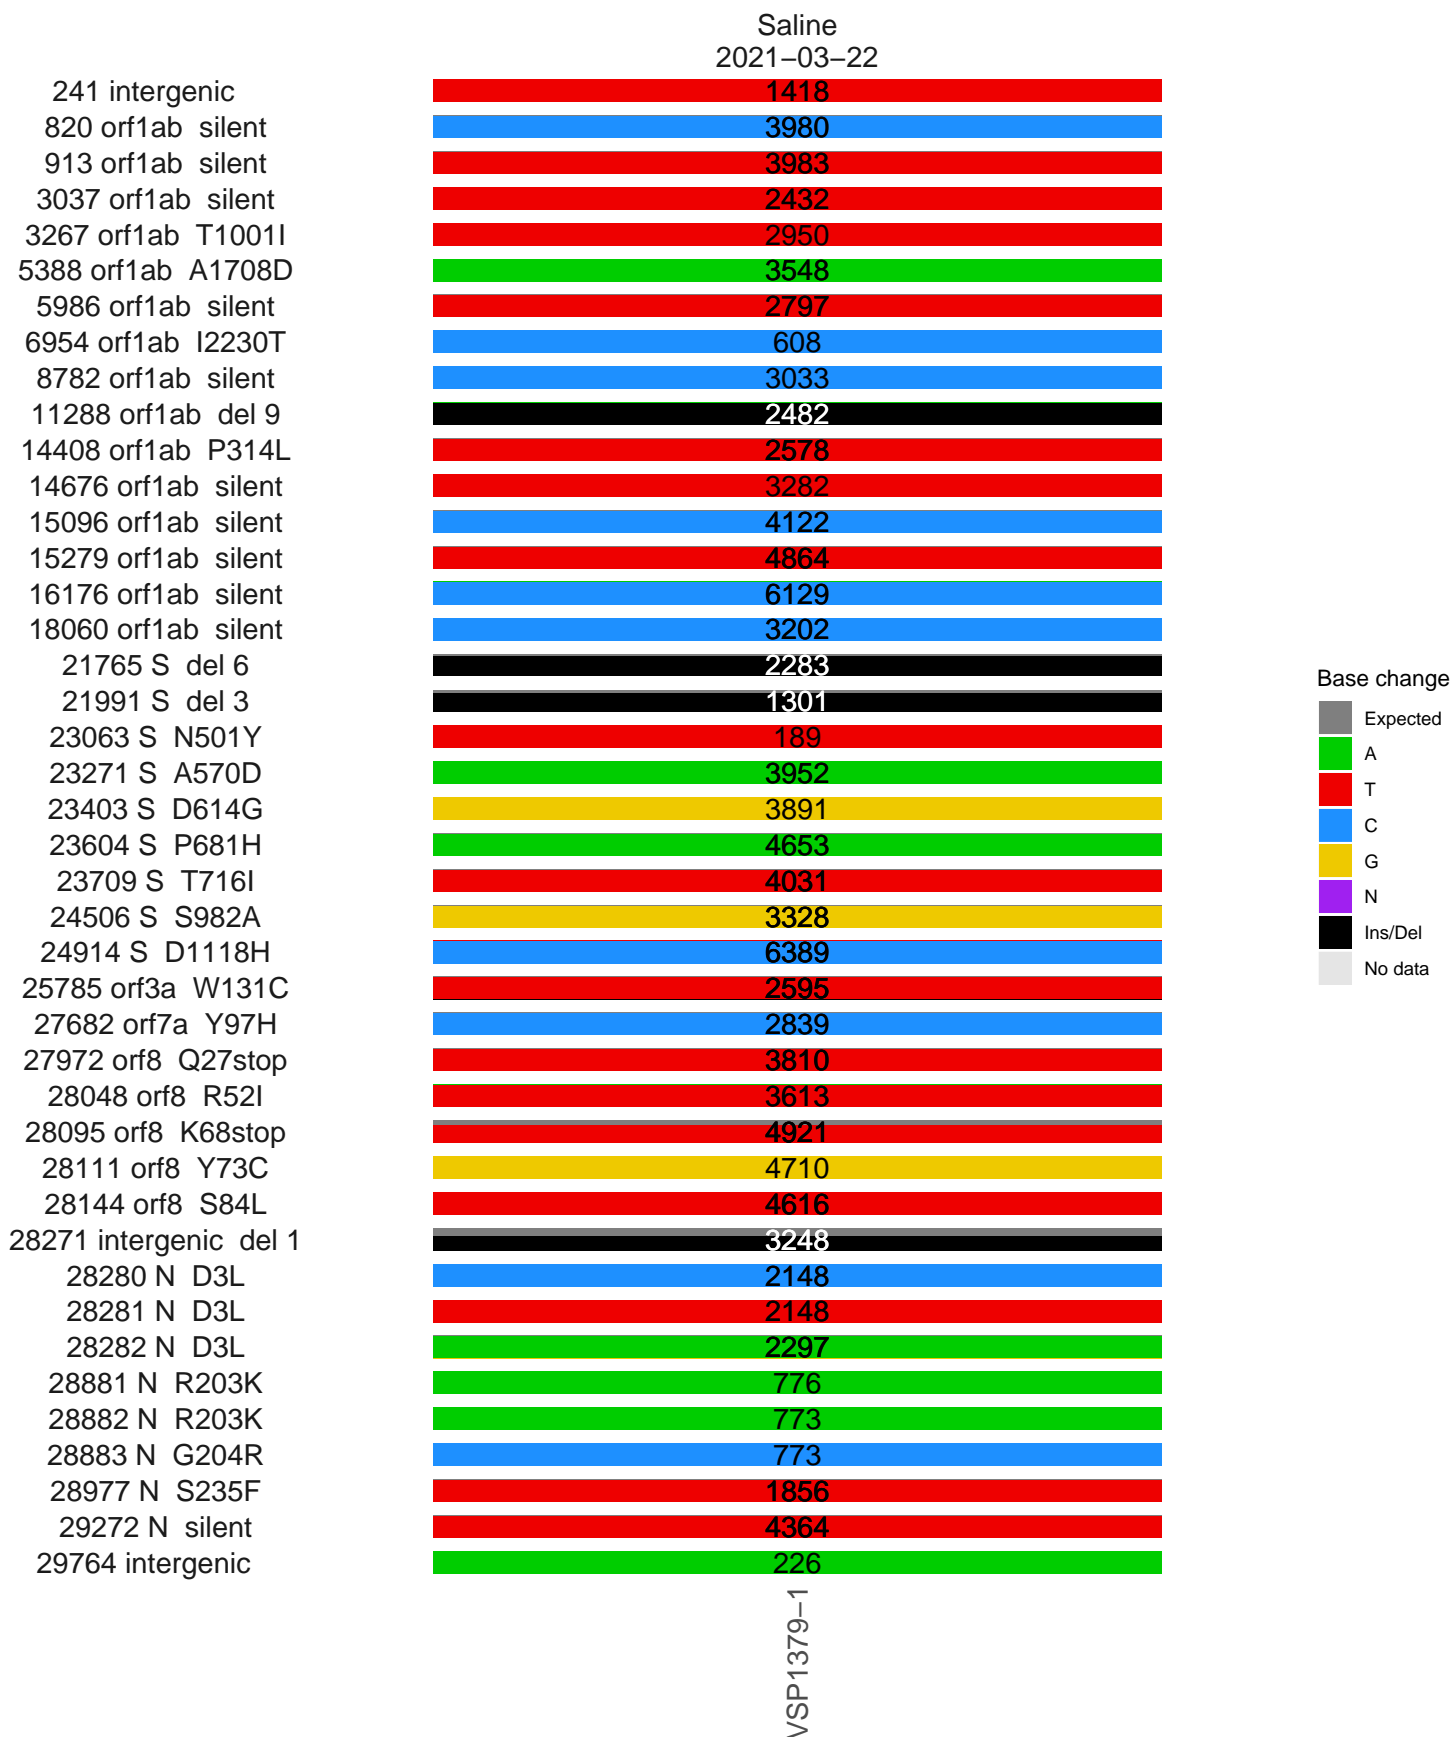 Saline
2021−03−22
241 intergenic 1418
820 orf1ab silent 3980
913 orf1ab silent 3983
3037 orf1ab silent 2432
3267 orf1ab T1001I 2950
5388 orf1ab A1708D 3548
5986 orf1ab silent 2797
6954 orf1ab I2230T 608
8782 orf1ab silent 3033
11288 orf1ab del 9 2482
14408 orf1ab P314L 2578
14676 orf1ab silent 3282
15096 orf1ab silent 4122
15279 orf1ab silent 4864
16176 orf1ab silent 6129
18060 orf1ab silent 3202
21765 S del 6 2283
21991 S del 3 1301
23063 S N501Y 189
23271 S A570D 3952
23403 S D614G 3891
23604 S P681H 4653
23709 S T716I 4031
24506 S S982A 3328
24914 S D1118H 6389
25785 orf3a W131C 2595
27682 orf7a Y97H 2839
27972 orf8 Q27stop 3810
28048 orf8 R52I 3613
28095 orf8 K68stop 4921
28111 orf8 Y73C 4710
28144 orf8 S84L 4616
28271 intergenic del 1 3248
28280 N D3L 2148
28281 N D3L 2148
28282 N D3L 2297
28881 N R203K 776
28882 N R203K 773
28883 N G204R 773
28977 N S235F 1856
29272 N silent 4364
29764 intergenic 226
VSP1379−1
Base change
Expected
A
T
C
G
N
Ins/Del
No data